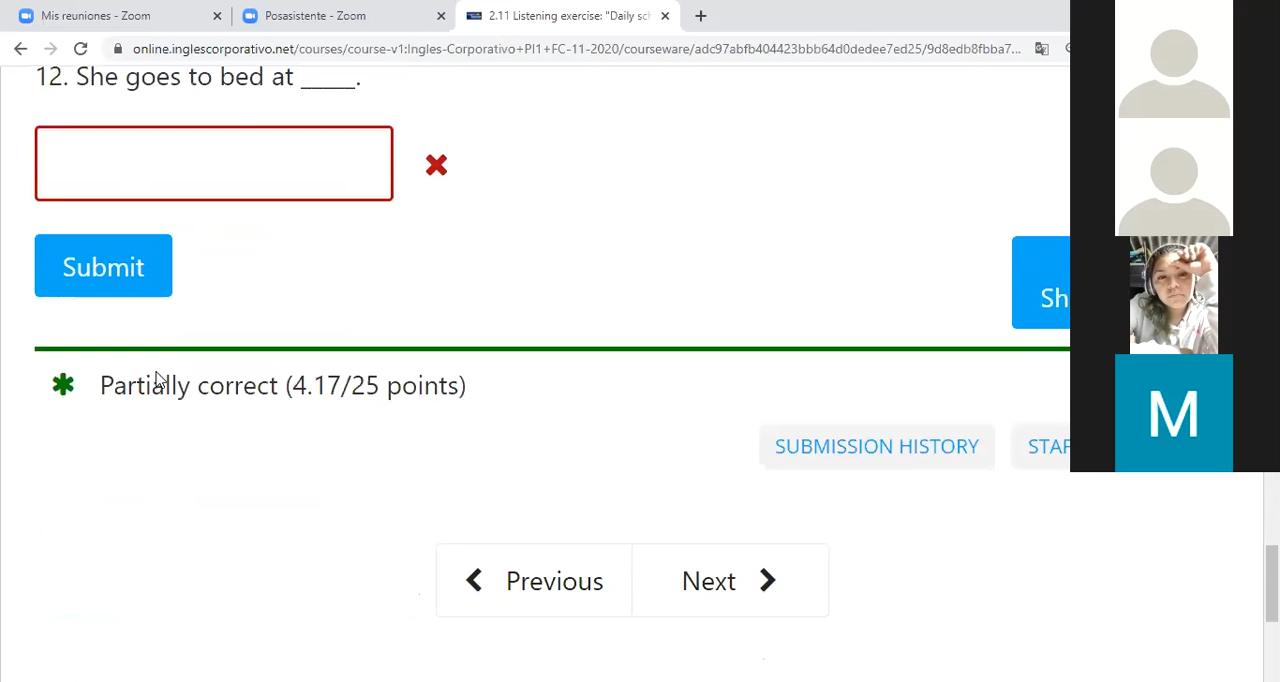 Mis reuniones - Zoom
Posasistente - Zoom
2.11 Listening exercise: "Daily sch
online.inglescorporativo.net/courses/course-v1:Ingles-Corporativo+PI1+FC-11-2020/courseware/adc97abfb404423bbb64d0dedee7ed25/9d8edb8fbba7...
12. She goes to bed at _____.
Submit
Sh
Partially correct (4.17/25 points)
SUBMISSION HISTORY
STAF
Previous
Next
M